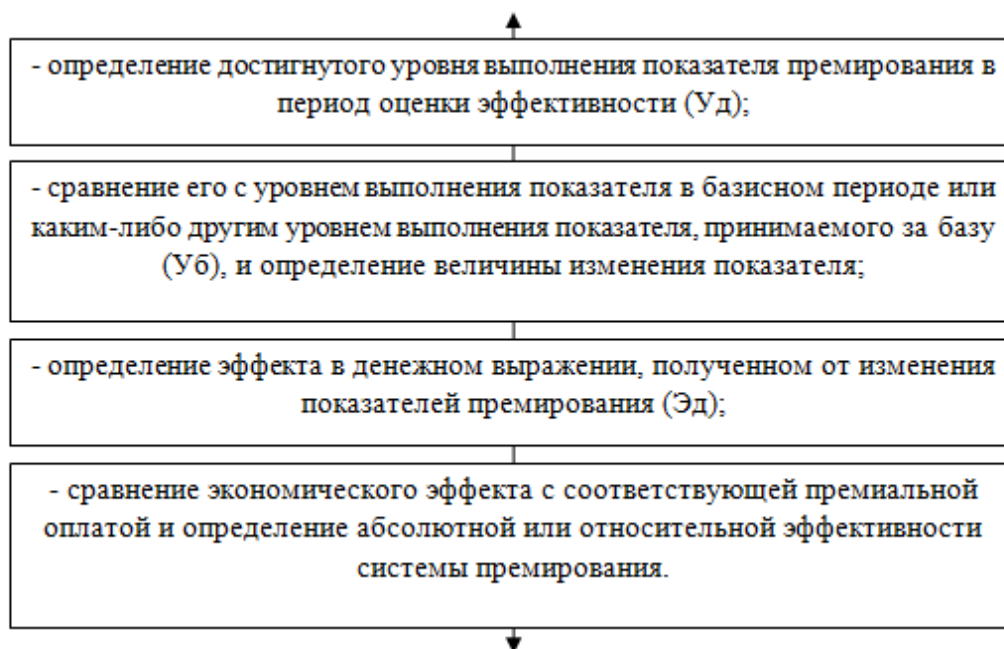 - определение достигнутого уровня выполнения показателя премирования в
период оценки эффективности (Уд);
- сравнение его с уровнем выполнения показателя в базисном периоде или
каким-либо другим уровнем выполнения показателя, принимаемого за базу
(Уб), и определение величины изменения показателя;
- определение эффекта в денежном выражении, полученном от изменения
показателей премирования (Эд);
- сравнение экономического эффекта с соответствующей премиальной
оплатой и определение абсолютной или относительной эффективности
системы премирования.